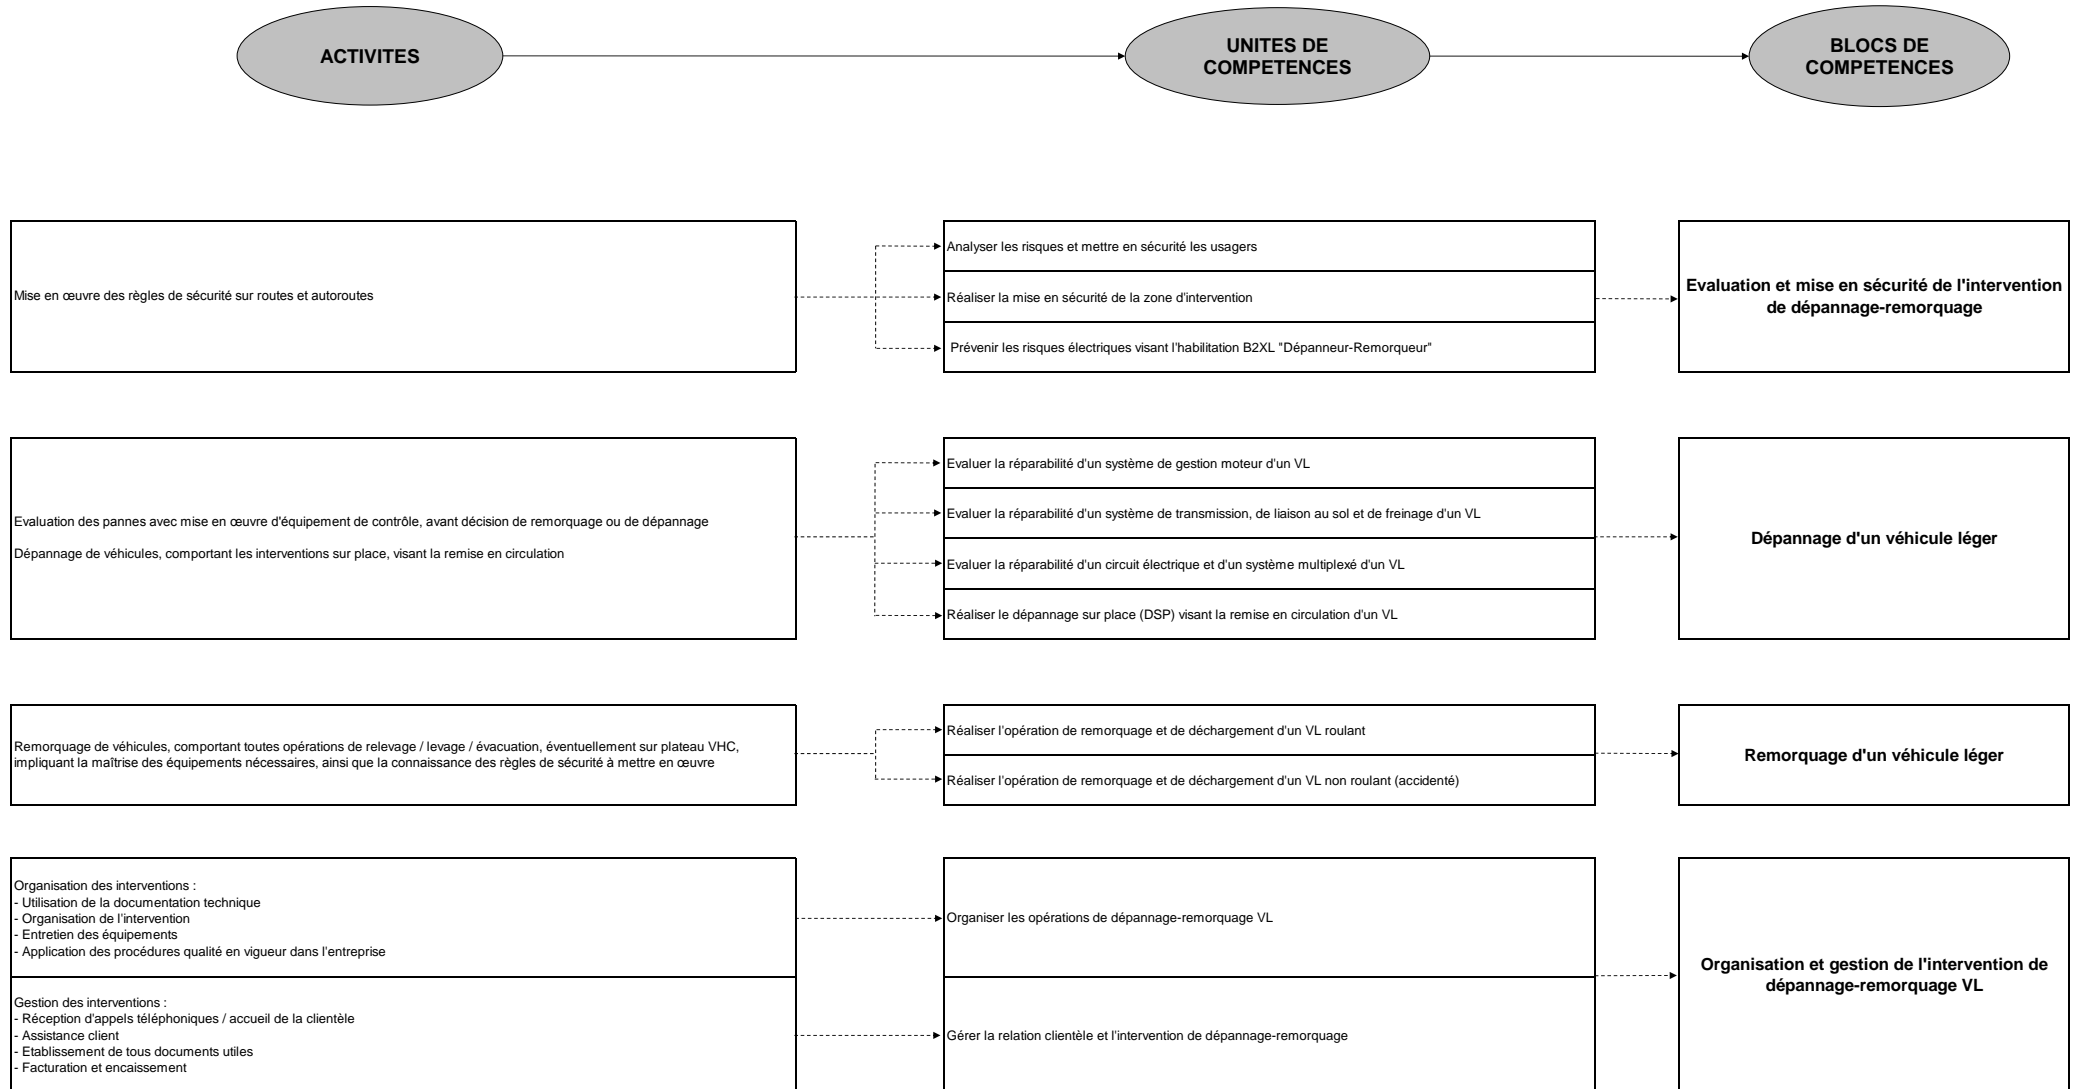 ACTIVITES
UNITES DE
COMPETENCES
BLOCS DE
COMPETENCES
Mise en œuvre des règles de sécurité sur routes et autoroutes
Analyser les risques et mettre en sécurité les usagers
Réaliser la mise en sécurité de la zone d'intervention
Prévenir les risques électriques visant l'habilitation B2XL "Dépanneur-Remorqueur"
Evaluation et mise en sécurité de l'intervention
de dépannage-remorquage
Evaluation des pannes avec mise en œuvre d'équipement de contrôle, avant décision de remorquage ou de dépannage
Dépannage de véhicules, comportant les interventions sur place, visant la remise en circulation
Evaluer la réparabilité d'un système de gestion moteur d'un VL
Evaluer la réparabilité d'un système de transmission, de liaison au sol et de freinage d'un VL
Evaluer la réparabilité d'un circuit électrique et d'un système multiplexé d'un VL
Réaliser le dépannage sur place (DSP) visant la remise en circulation d'un VL
Dépannage d'un véhicule léger
Remorquage de véhicules, comportant toutes opérations de relevage / levage / évacuation, éventuellement sur plateau VHC,
impliquant la maîtrise des équipements nécessaires, ainsi que la connaissance des règles de sécurité à mettre en œuvre
Réaliser l'opération de remorquage et de déchargement d'un VL roulant
Réaliser l'opération de remorquage et de déchargement d'un VL non roulant (accidenté)
Remorquage d'un véhicule léger
Organisation des interventions :
- Utilisation de la documentation technique
- Organisation de l'intervention
- Entretien des équipements
- Application des procédures qualité en vigueur dans l'entreprise
Organiser les opérations de dépannage-remorquage VL
Gestion des interventions :
- Réception d'appels téléphoniques / accueil de la clientèle
- Assistance client
- Etablissement de tous documents utiles
- Facturation et encaissement
Gérer la relation clientèle et l'intervention de dépannage-remorquage
Organisation et gestion de l'intervention de
dépannage-remorquage VL